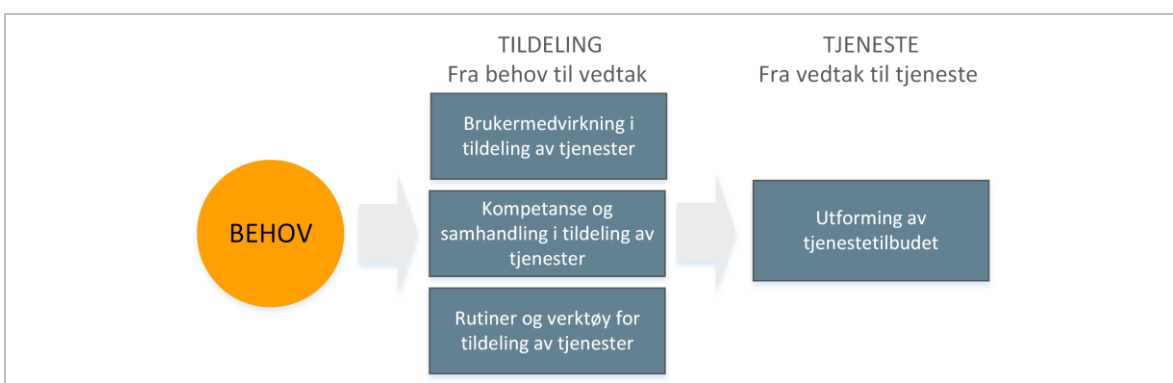 TILDELING
Fra behov til vedtak
TJENESTE
Fra vedtak til tjeneste
BEHOV
Brukermedvirkning i
tildeling av tjenester
Kompetanse og
samhandling i tildeling av
tjenester
Rutiner og verktøy for
tildeling av tjenester
Utforming av
tjenestetilbudet